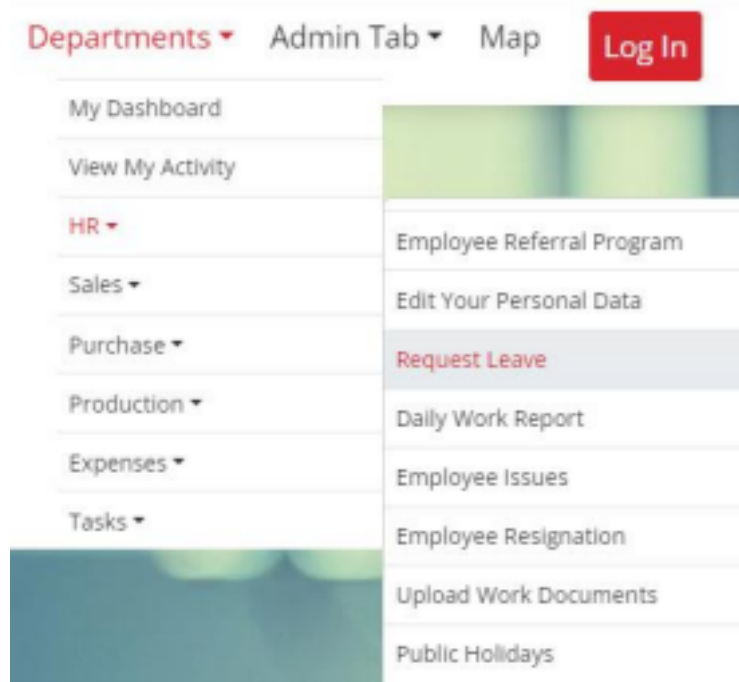 Departments Admin Tab Map Log In
My Dashboard
View My Activity
HR
Sales
Purchase
Production
Expenses
Tasks
Employee Referral Program
Edit Your Personal Data
Request Leave
Daily Work Report
Employee Issues
Employee Resignation
Upload Work Documents
Public Holidays